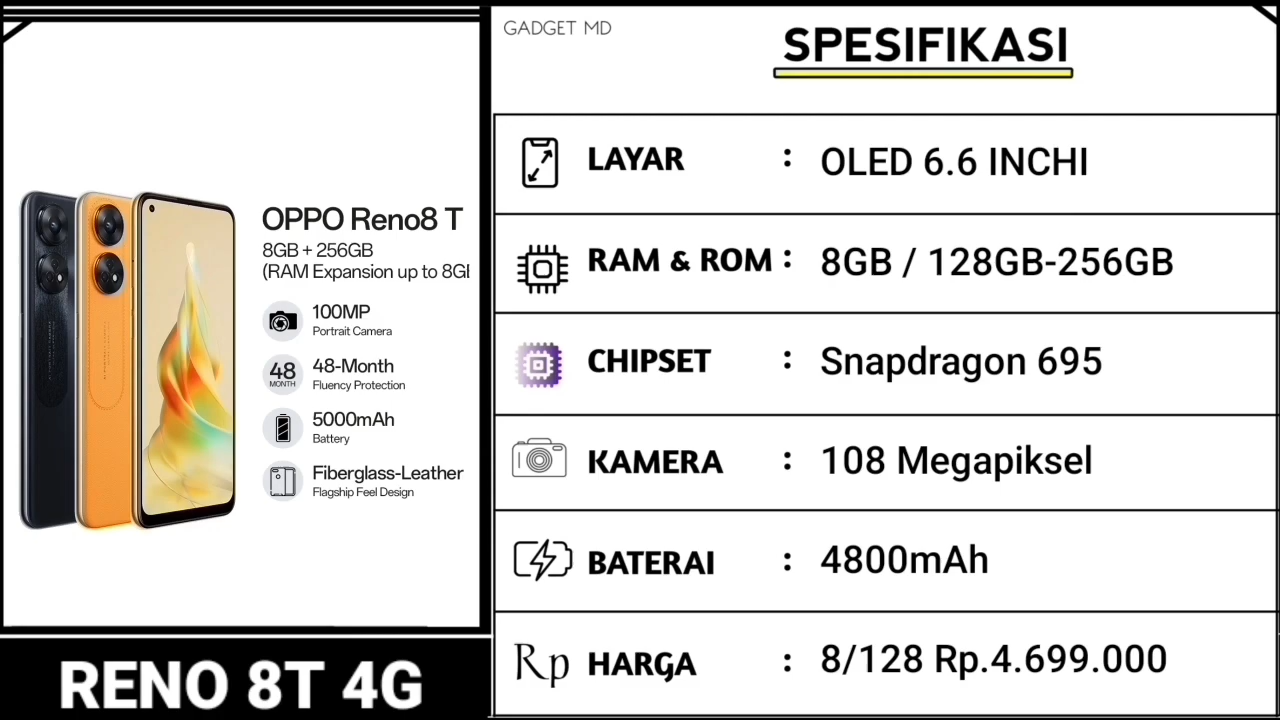 OPPO Reno8 T
8GB + 256GB
(RAM Expansion up to 8GB
100MP
Portrait Camera
48
MONTH
48-Month
Fluency Protection
5000mAh
Battery
Fiberglass-Leather
Flagship Feel Design
RENO 8T 4G
GADGET MD
SPESIFIKASI
LAYAR : OLED 6.6 INCHI
RAM & ROM : 8GB / 128GB-256GB
CHIPSET : Snapdragon 695
KAMERA : 108 Megapiksel
BATERAI : 4800mAh
Rp HARGA : 8/128 Rp.4.699.000